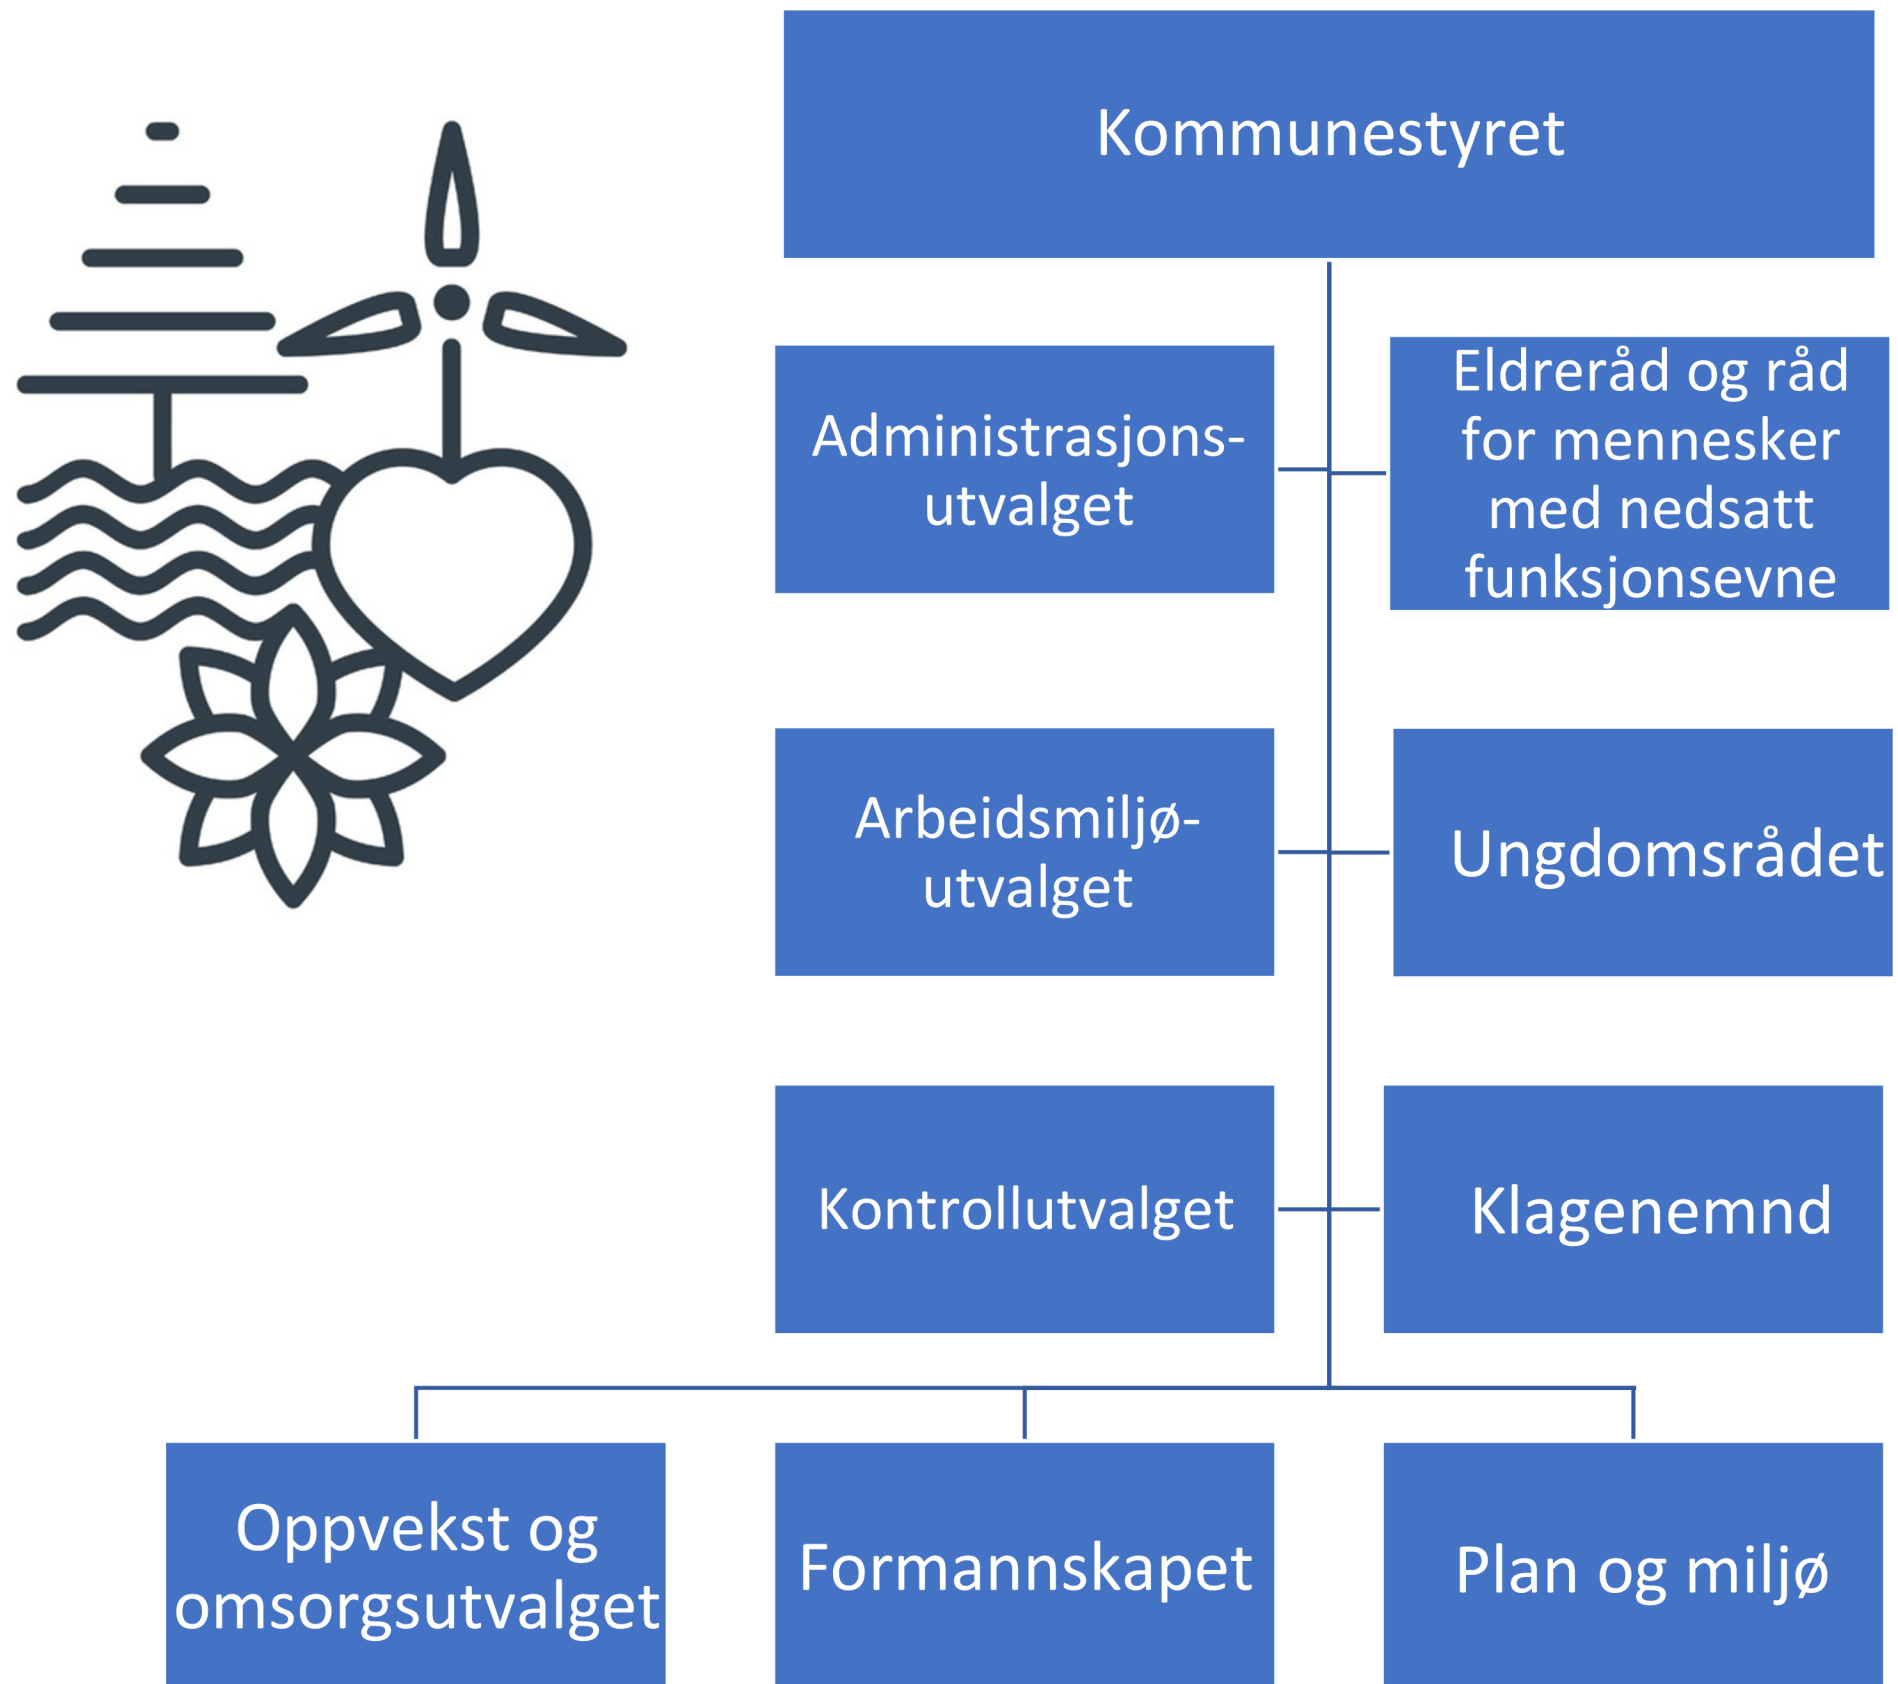 Kommunestyret
Administrasjons-
utvalget
Eldreråd og råd
for mennesker
med nedsatt
funksjonsevne
Arbeidsmiljø-
utvalget
Ungdomsrådet
Kontrollutvalget
Klagenemnd
Oppvekst og
omsorgsutvalget
Formannskapet
Plan og miljø